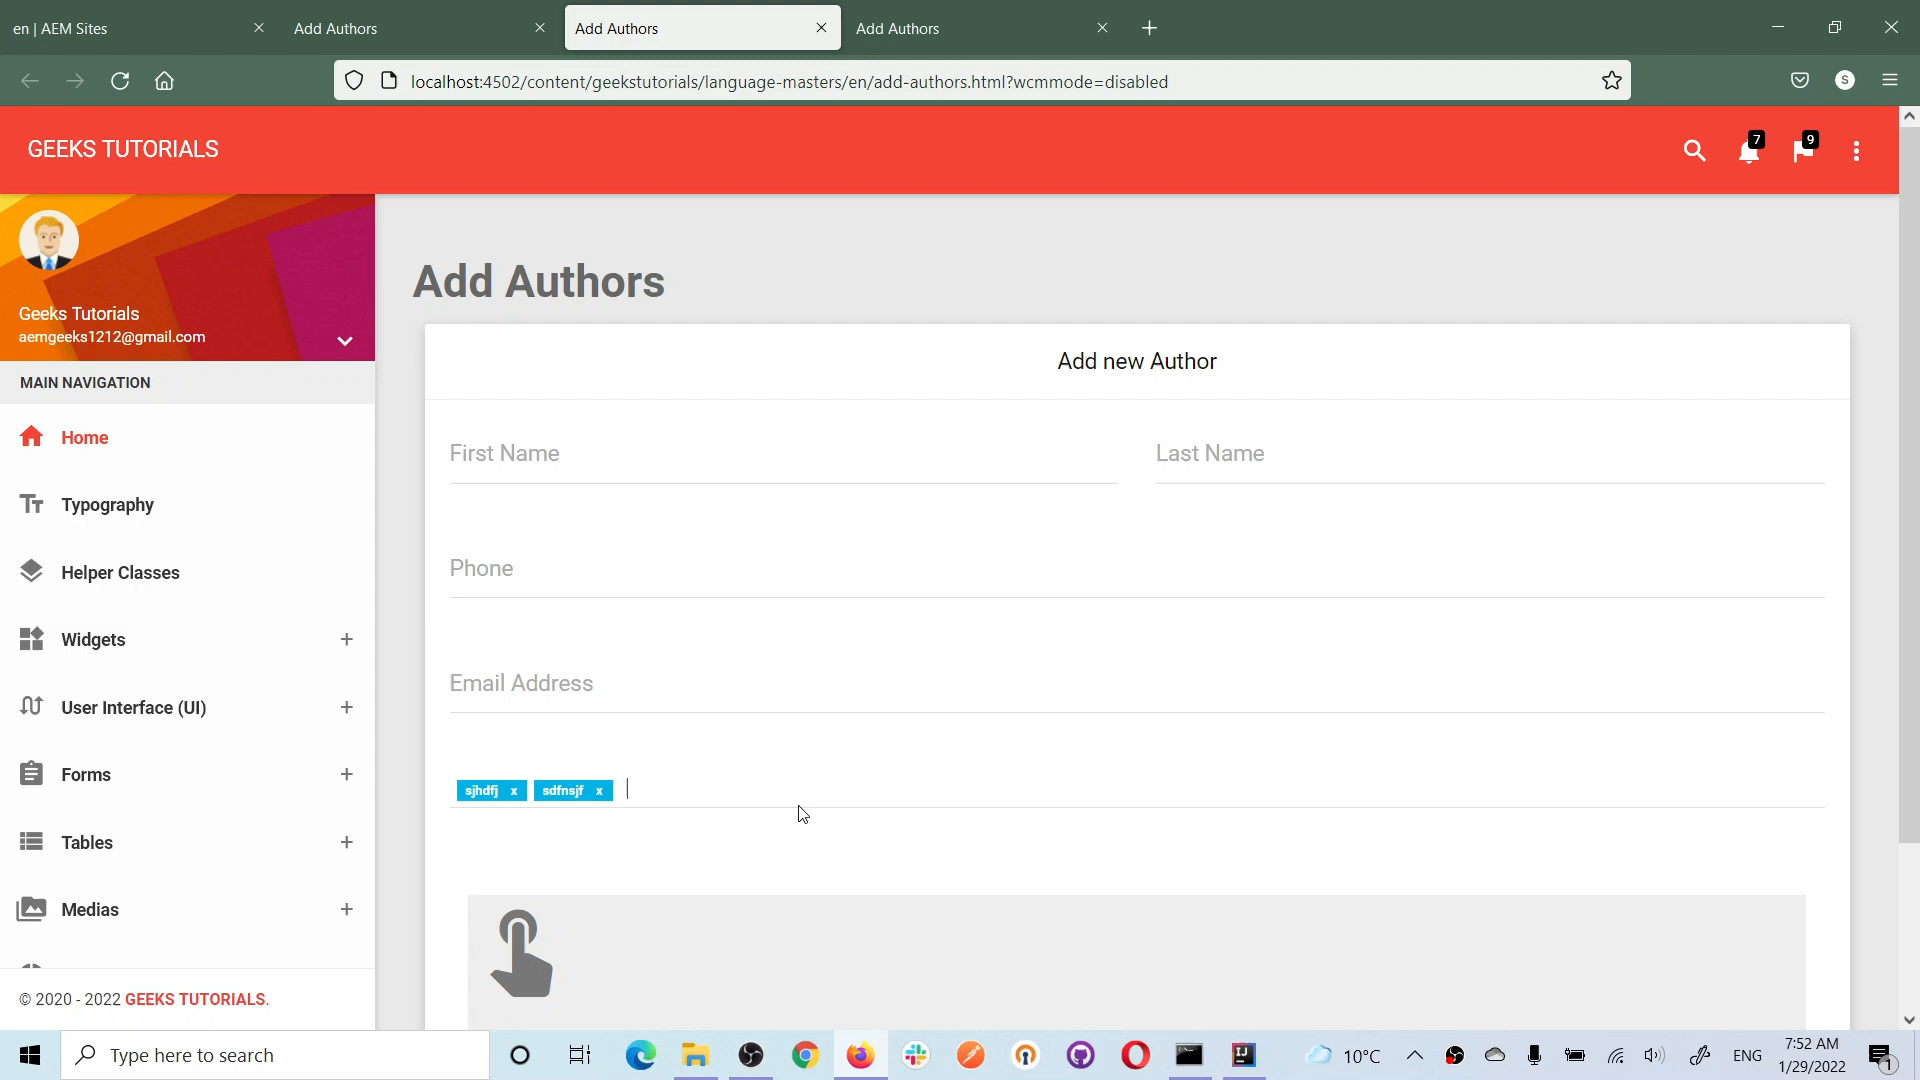 en | AEM Sites
Add Authors
Add Authors
Add Authors
localhost:4502/content/geekstutorials/language-masters/en/add-authors.html?wcmmode=disabled
S
GEEKS TUTORIALS
7
9
Geeks Tutorials
aemgeeks1212@gmail.com
MAIN NAVIGATION
Home
Typography
Helper Classes
Widgets +
User Interface (UI) +
Forms +
Tables +
Medias +
© 2020 - 2022 GEEKS TUTORIALS.
Add Authors
Add new Author
First Name
Last Name
Phone
Email Address
sjhdfj x sdfnsjf x
Type here to search
10°C
ENG
7:52 AM
1/29/2022
1